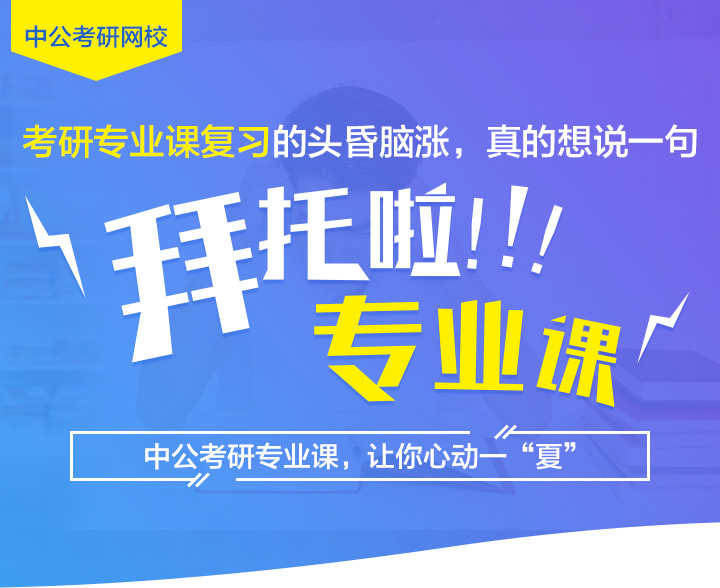 中公考研网校
考研专业课复习的头昏脑涨，真的想说一句
拜托啦!!!
专业课
中公考研专业课，让你心动一“夏”